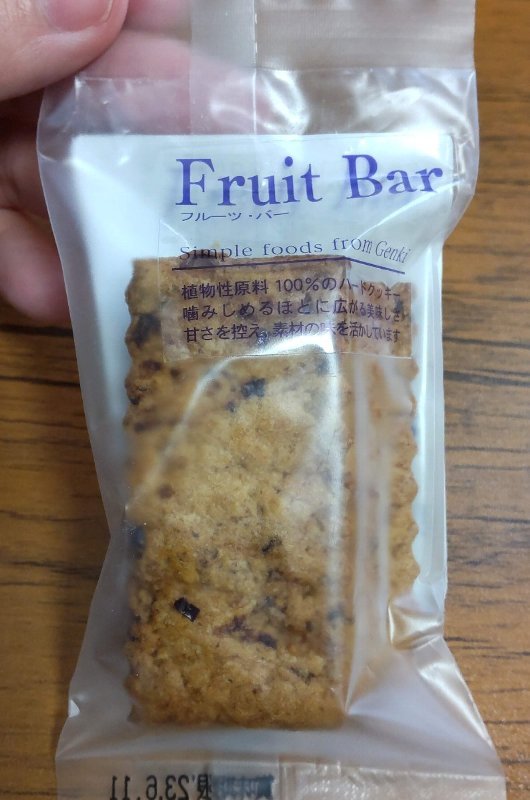 Fruit Bar
フルーツ・バー
Simple foods from Genki
植物性原料 100%のハードクッキー
噛みしめるほどに広がる美味しさ
甘さを控え、素材の味を活かしています
'23.6.11